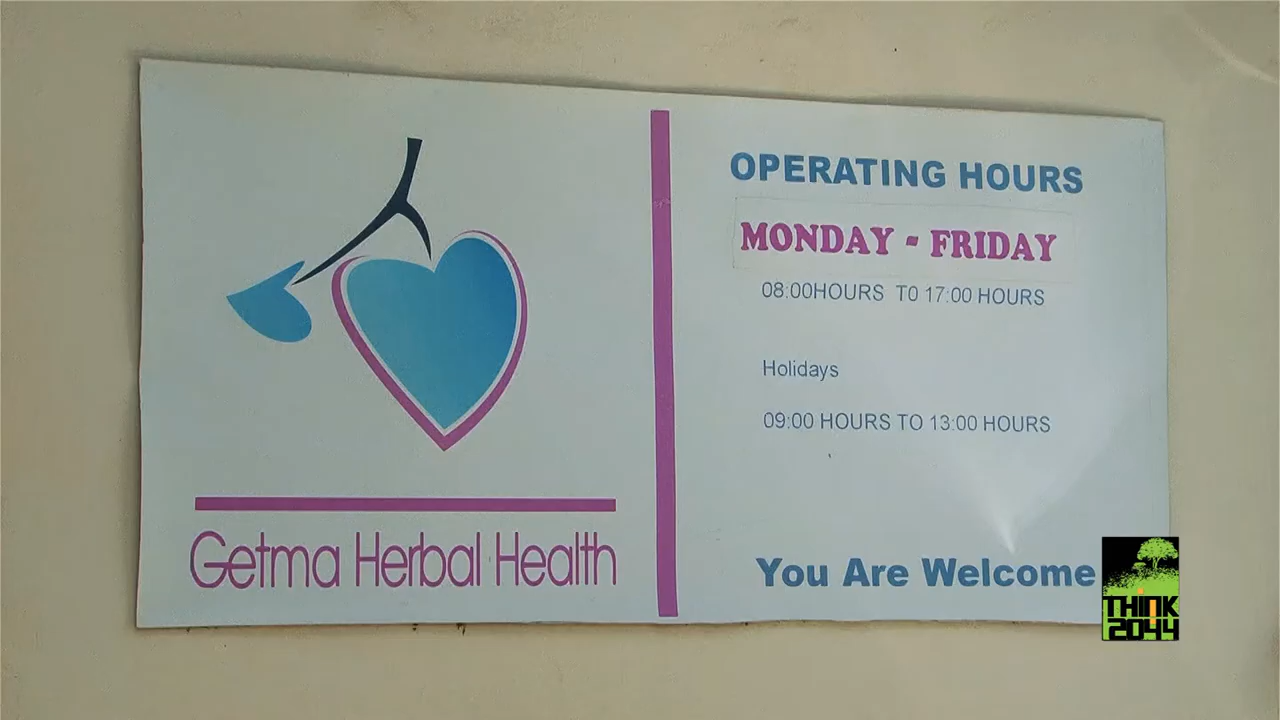 Getma Herbal Health
OPERATING HOURS
MONDAY - FRIDAY
08:00HOURS TO 17:00 HOURS
Holidays
09:00 HOURS TO 13:00 HOURS
You Are Welcome
THiNK
2044